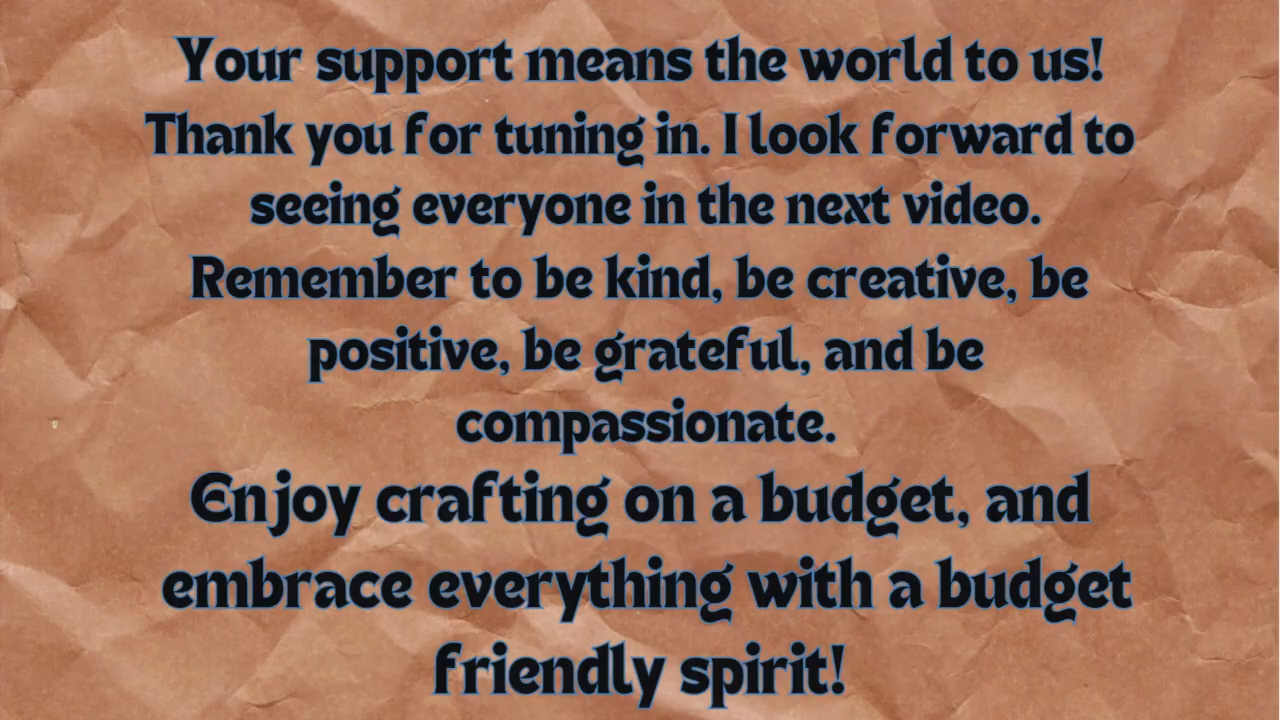 Your support means the world to us!
Thank you for tuning in. I look forward to
seeing everyone in the next video.
Remember to be kind, be creative, be
positive, be grateful, and be
compassionate.
Enjoy crafting on a budget, and
embrace everything with a budget
friendly spirit!